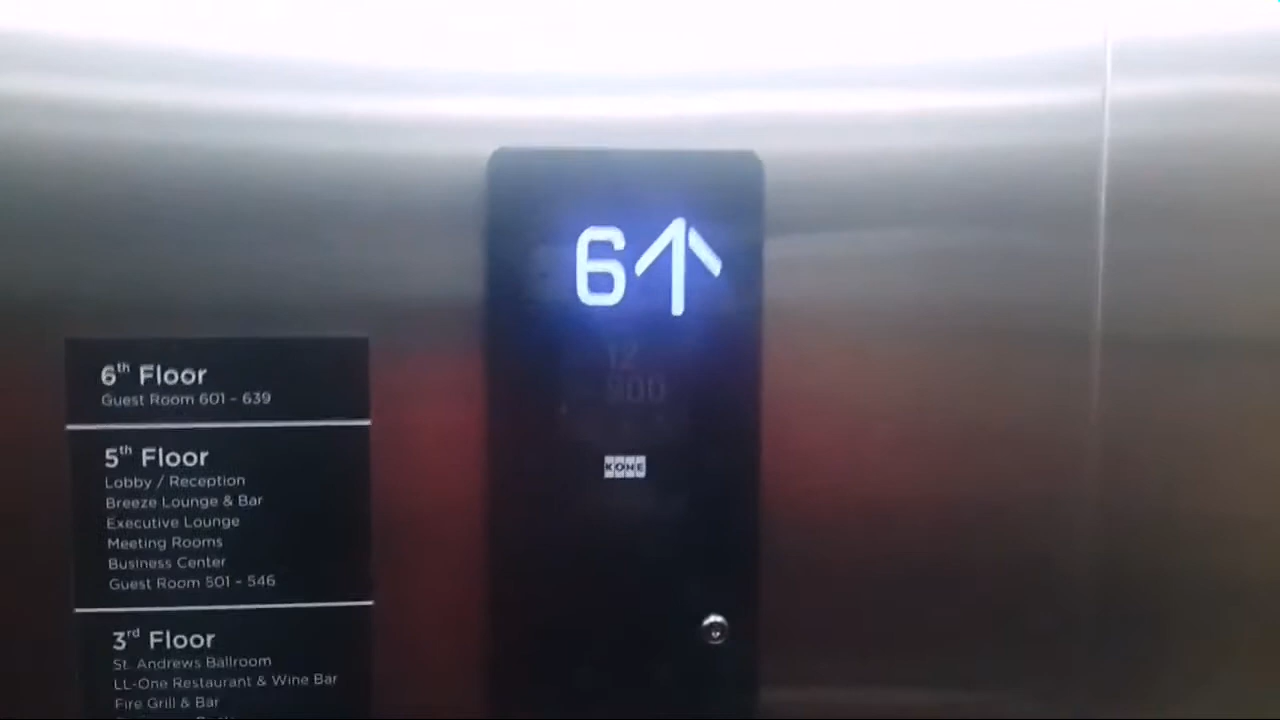 6
6th Floor
Guest Room 601 - 639
5th Floor
Lobby / Reception
Breeze Lounge & Bar
Executive Lounge
Meeting Rooms
Business Center
Guest Room 501 - 546
3rd Floor
St. Andrews Ballroom
LL-One Restaurant & Wine Bar
Fire Grill & Bar
KONE